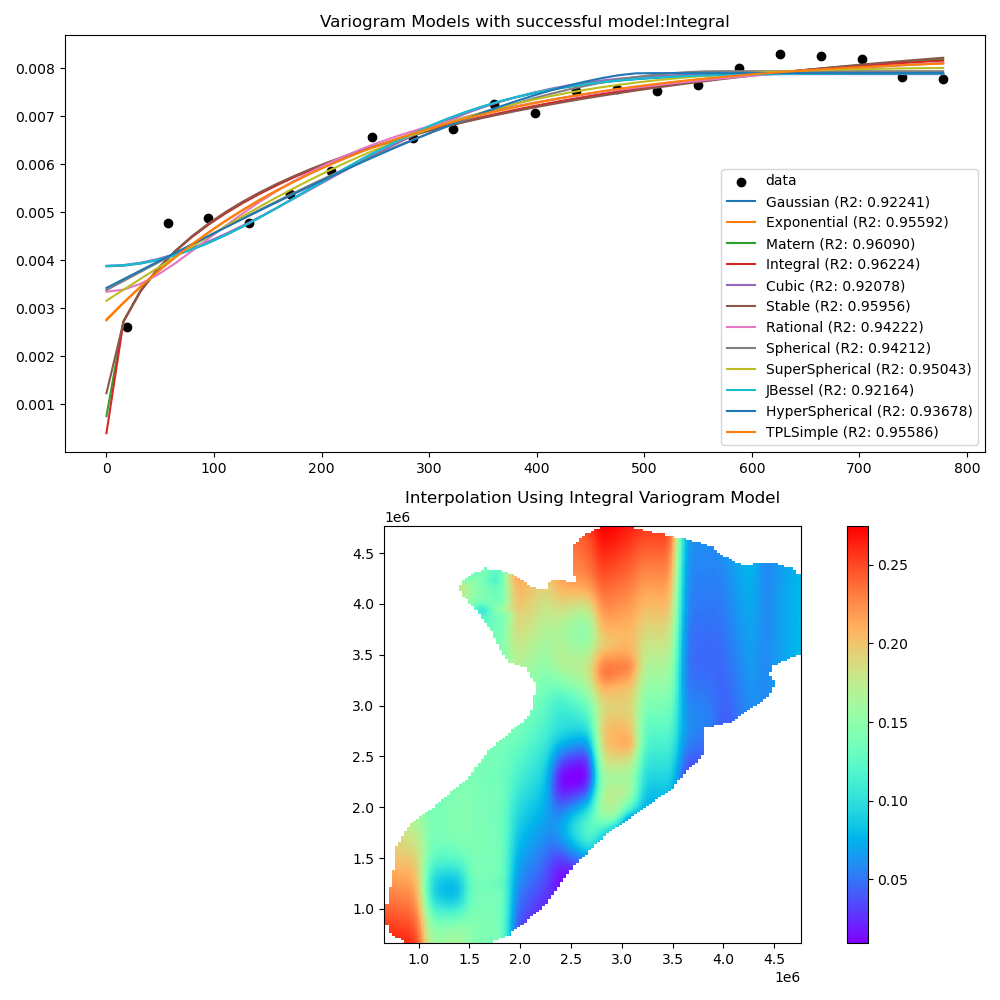 Variogram Models with successful model:Integral
0.008
0.007
0.006
0.005
0.004
0.003
0.002
0.001
data
Gaussian (R2: 0.92241)
Exponential (R2: 0.95592)
Matern (R2: 0.96090)
Integral (R2: 0.96224)
Cubic (R2: 0.92078)
Stable (R2: 0.95956)
Rational (R2: 0.94222)
Spherical (R2: 0.94212)
SuperSpherical (R2: 0.95043)
JBessel (R2: 0.92164)
HyperSpherical (R2: 0.93678)
TPLSimple (R2: 0.95586)
0 100 200 300 400 500 600 700 800
Interpolation Using Integral Variogram Model
1e6
4.5
4.0
3.5
3.0
2.5
2.0
1.5
1.0
1.0 1.5 2.0 2.5 3.0 3.5 4.0 4.5
1e6
0.25
0.20
0.15
0.10
0.05